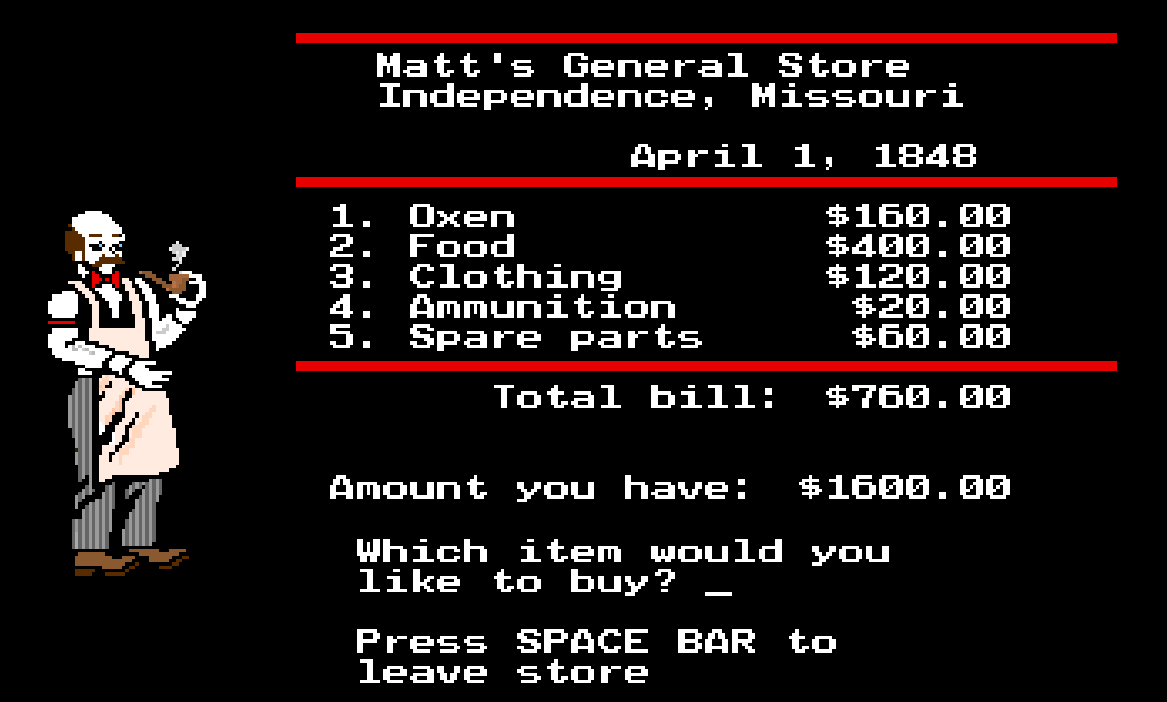 Matt's General Store
Independence, Missouri
April 1, 1848
1. Oxen $160.00
2. Food $400.00
3. Clothing $120.00
4. Ammunition $20.00
5. Spare parts $60.00
Total bill: $760.00
Amount you have: $1600.00
Which item would you
like to buy? _
Press SPACE BAR to
leave store